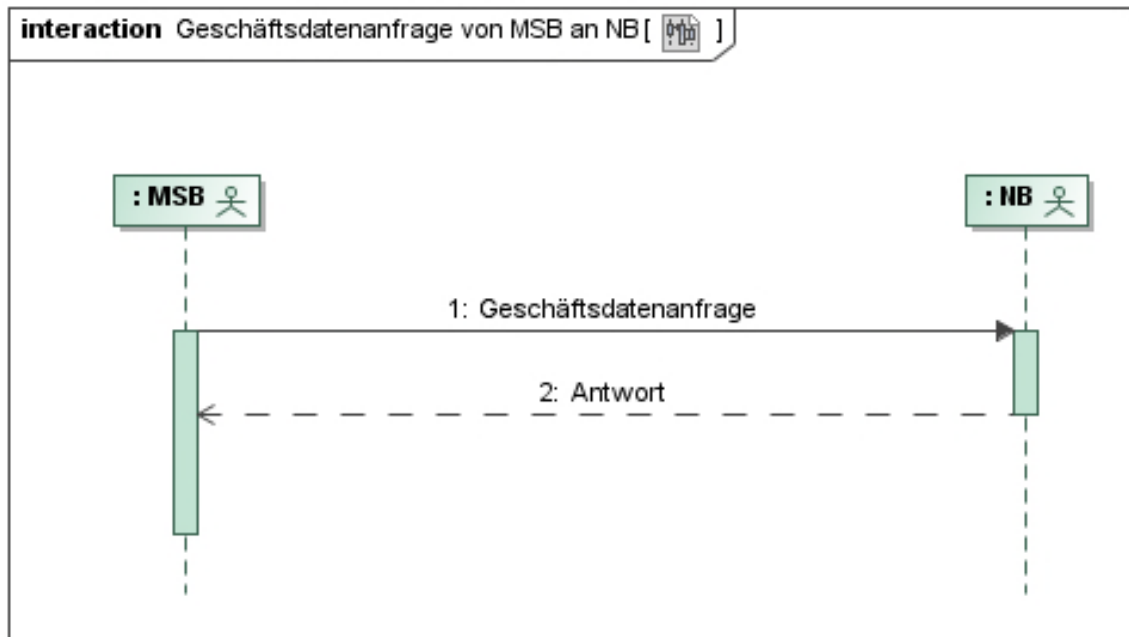 interaction Geschäftsdatenanfrage von MSB an NB [ ]
: MSB
: NB
1: Geschäftsdatenanfrage
2: Antwort